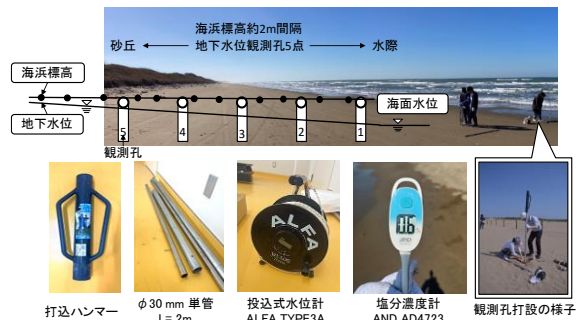 海浜標高約2m間隔
砂丘
地下水位観測孔5点
水際
海浜標高
海面水位
地下水位
5
4
3
2
1
観測孔
ALFA
0.6
打込ハンマー
φ30 mm 単管
L= 2m
投込式水位計
ALFA TYPE3A
塩分濃度計
AND AD4723
観測孔打設の様子